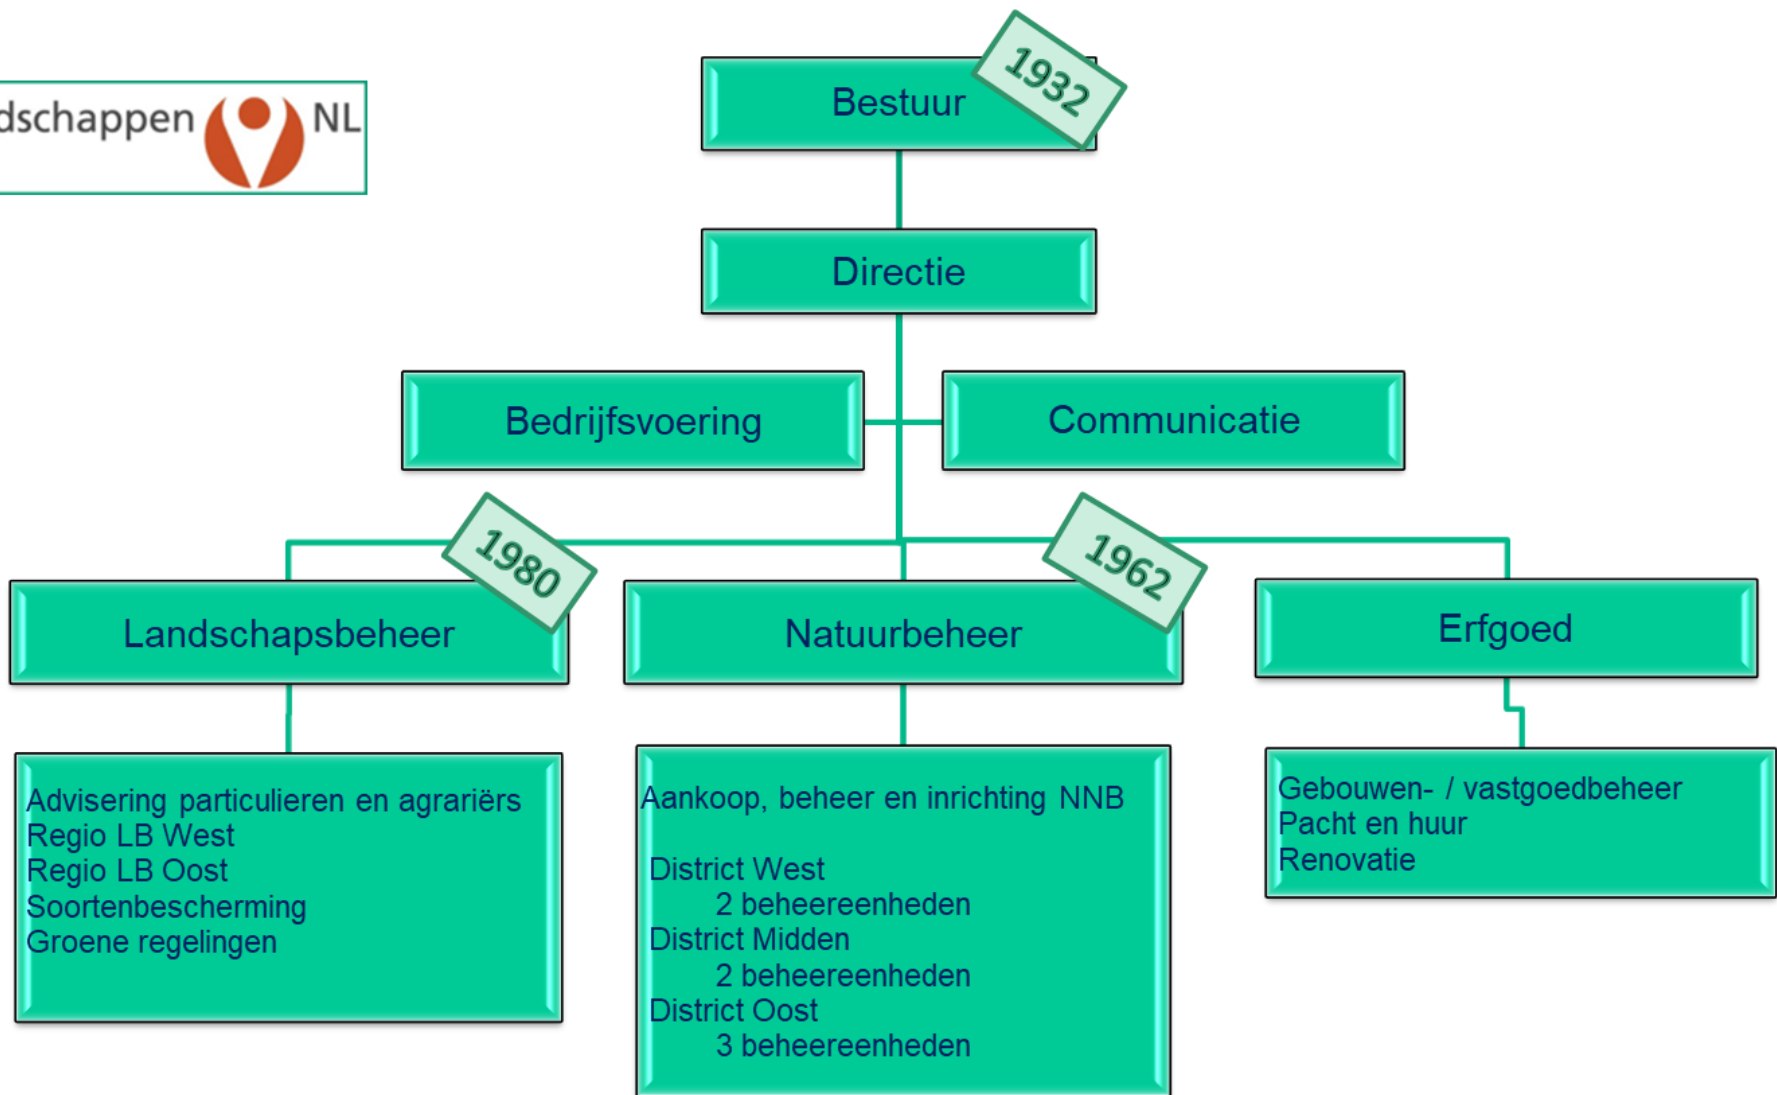 dschappen NL
1932
Bestuur
Directie
Bedrijfsvoering
Communicatie
1980
1962
Landschapsbeheer
Natuurbeheer
Erfgoed
Advisering particulieren en agrariërs
Regio LB West
Regio LB Oost
Soortenbescherming
Groene regelingen
Aankoop, beheer en inrichting NNB
District West
2 beheereenheden
District Midden
2 beheereenheden
District Oost
3 beheereenheden
Gebouwen- / vastgoedbeheer
Pacht en huur
Renovatie